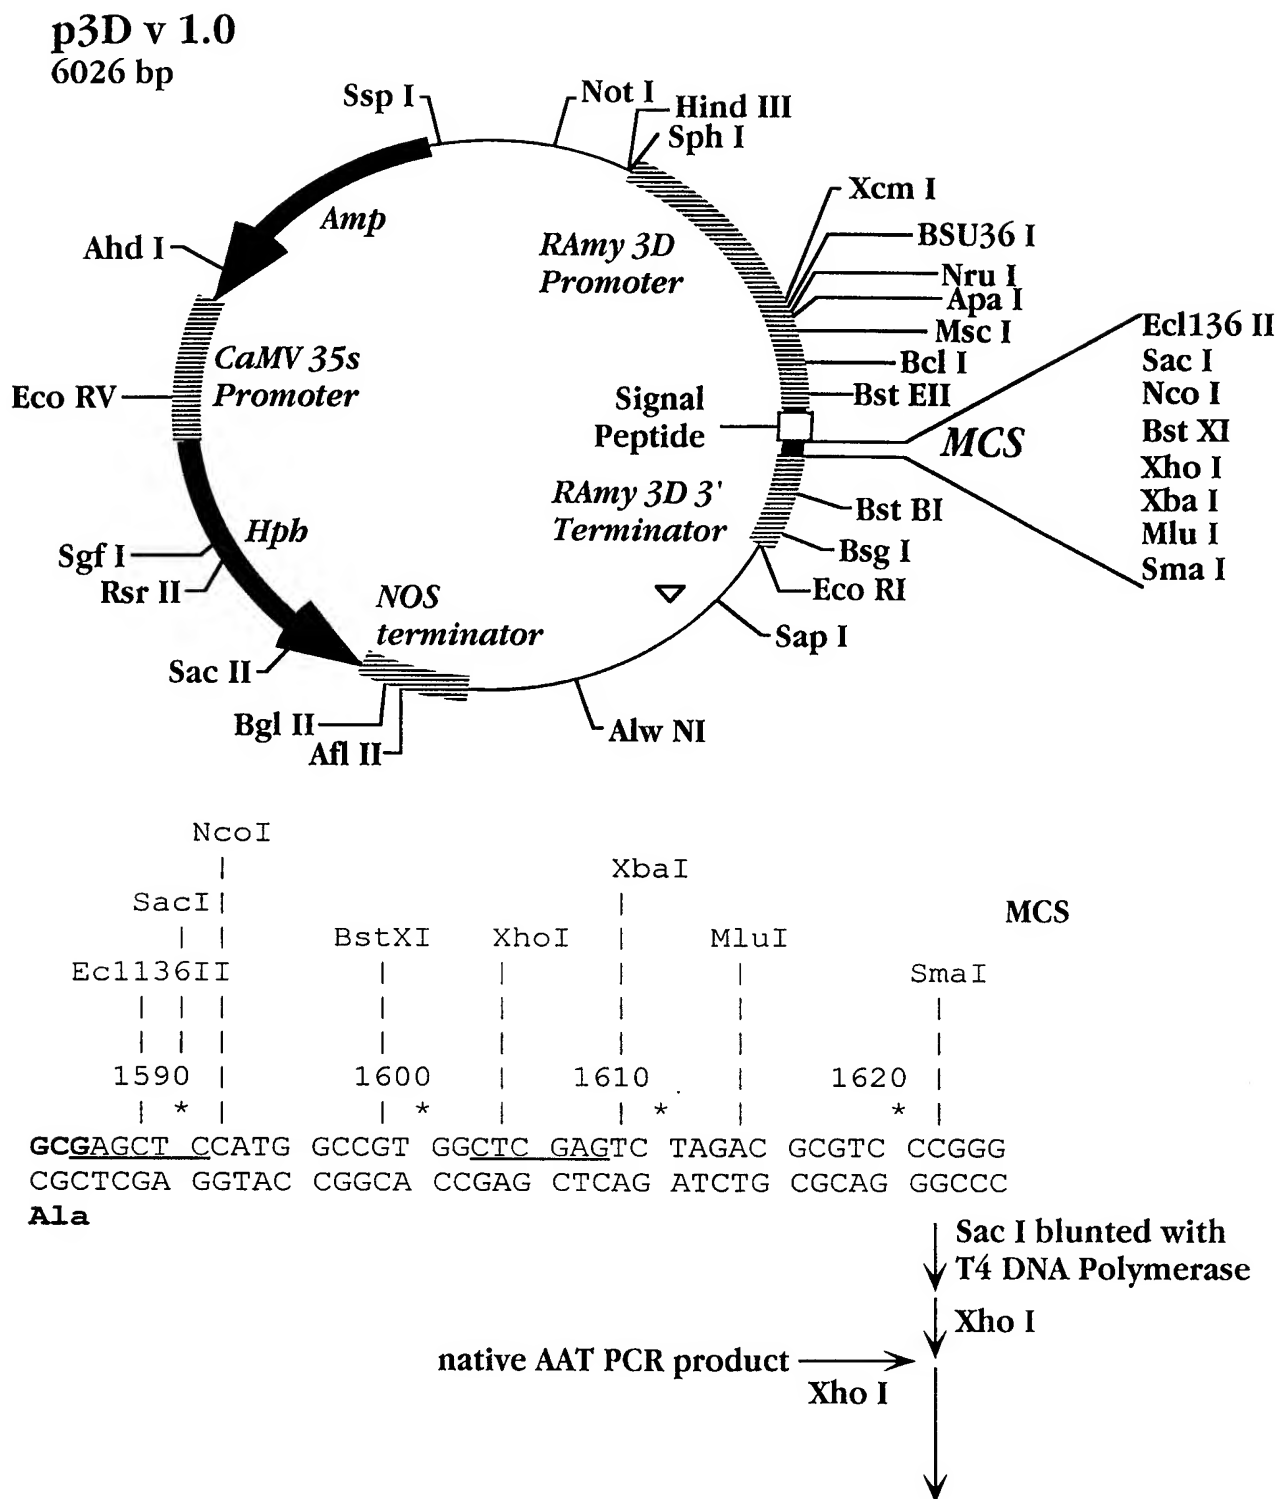 p3D v 1.0
6026 bp
Ssp I
Not I
Hind III
Sph I
Xcm I
BSU36 I
Nru I
Apa I
Msc I
Bcl I
Bst EII
Amp
Ahd I
RAmy 3D
Promoter
CaMV 35s
Promoter
Eco RV
Signal
Peptide
MCS
Ecl136 II
Sac I
Nco I
Bst XI
Xho I
Xba I
Mlu I
Sma I
RAmy 3D 3'
Terminator
Bst BI
Bsg I
Eco RI
Sap I
Hph
Sgf I
Rsr II
NOS
terminator
Sac II
Bgl II
Afl II
Alw NI
NcoI
XbaI
SacI
MCS
BstXI XhoI MluI
Ecl136II SmaI
1590 1600 1610 1620
* * * *
GCGAGCT CCATG GCCGT GGCTC GAGTC TAGAC GCGTC CCGGG
CGCTCGA GGTAC CGGCA CCGAG CTCAG ATCTG CGCAG GGCCC
Ala
Sac I blunted with
T4 DNA Polymerase
Xho I
native AAT PCR product
Xho I